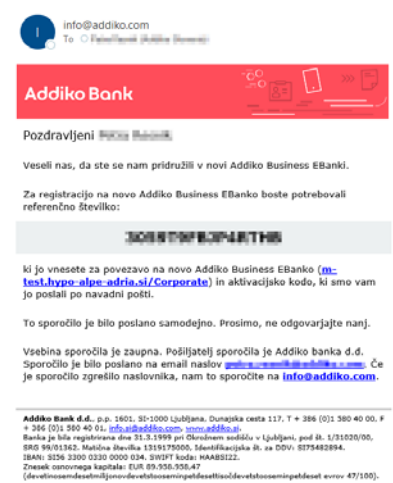 I
info@addiko.com
To
Addiko Bank
Pozdravljeni
Veseli nas, da ste se nam pridružili v novi Addiko Business EBanki.
Za registracijo na novo Addiko Business EBanko boste potrebovali
referenčno številko:
ki jo vnesete za povezavo na novo Addiko Business EBanko (m-
test.hypo-alpe-adria.si/Corporate) in aktivacijsko kodo, ki smo vam
jo poslali po navadni pošti.
To sporočilo je bilo poslano samodejno. Prosimo, ne odgovarjajte nanj.
Vsebina sporočila je zaupna. Pošiljatelj sporočila je Addiko banka d.d.
Sporočilo je bilo poslano na email naslov . Če
je sporočilo zgrešilo naslovnika, nam to sporočite na info@addiko.com.
Addiko Bank d.d., p.p. 1601, SI-1000 Ljubljana, Dunajska cesta 117, T + 386 (0)1 580 40 00, F
+ 386 (0)1 580 40 01, info.si@addiko.com, www.addiko.si.
Banka je bila registrirana dne 31.3.1999 pri Okrožnem sodišču v Ljubljani, pod št. 1/31020/00,
SRG 99/01362. Matična številka 1319175000, Identifikacijska št. za DDV: SI75482894.
IBAN: SI56 3300 0330 0000 034. SWIFT koda: HAABSI22.
Znesek osnovnega kapitala: EUR 89.958.958,47
(devetinosemdesetmilijonovdevetstooseminpetdesettisočdevetstooseminpetdeset evrov 47/100).